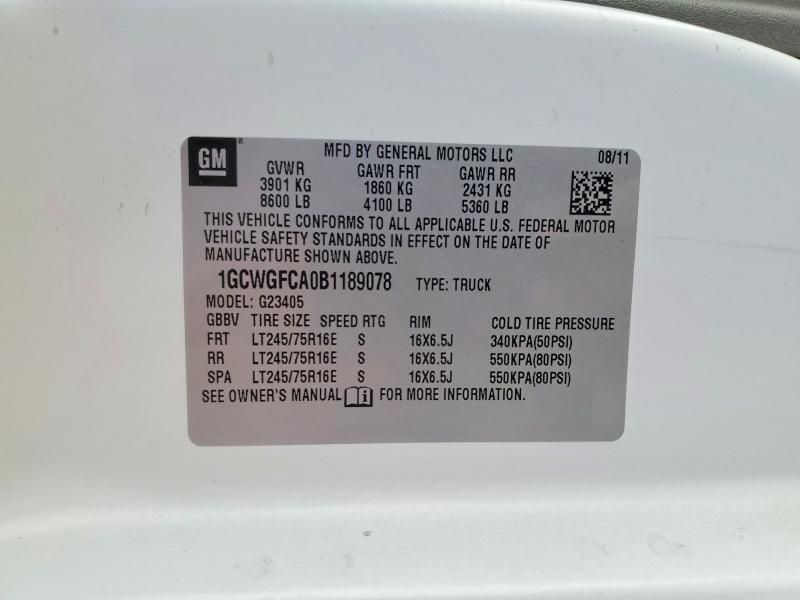 GM ®
MFD BY GENERAL MOTORS LLC 08/11
GVWR GAWR FRT GAWR RR
3901 KG 1860 KG 2431 KG
8600 LB 4100 LB 5360 LB
THIS VEHICLE CONFORMS TO ALL APPLICABLE U.S. FEDERAL MOTOR
VEHICLE SAFETY STANDARDS IN EFFECT ON THE DATE OF
MANUFACTURE SHOWN ABOVE.
1GCWGFCA0B1189078 TYPE: TRUCK
MODEL: G23405
GBBV TIRE SIZE SPEED RTG RIM COLD TIRE PRESSURE
FRT LT245/75R16E S 16X6.5J 340KPA(50PSI)
RR LT245/75R16E S 16X6.5J 550KPA(80PSI)
SPA LT245/75R16E S 16X6.5J 550KPA(80PSI)
SEE OWNER'S MANUAL i FOR MORE INFORMATION.